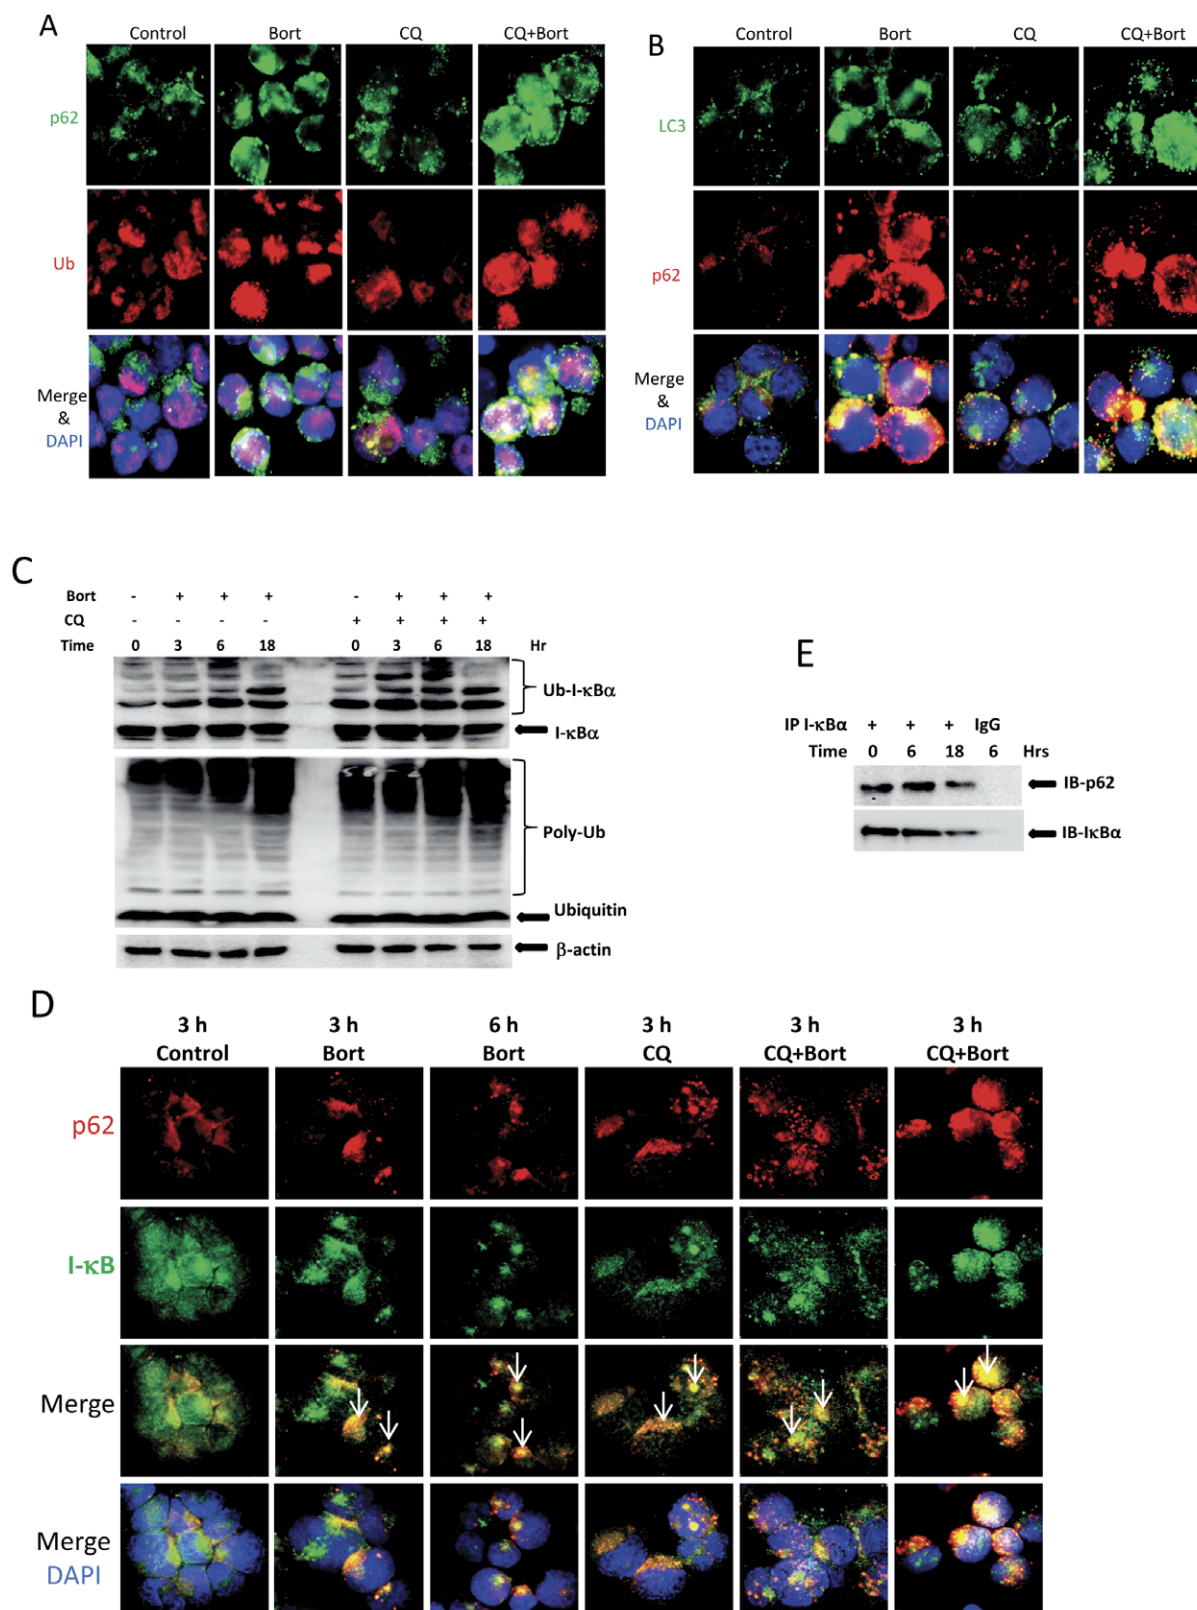 A
Control Bort CQ CQ+Bort
p62
Ub
Merge
&
DAPI
B
Control Bort CQ CQ+Bort
LC3
p62
Merge
&
DAPI
C
Bort - + + + - + + +
CQ - - - - + + + +
Time 0 3 6 18 0 3 6 18 Hr
Ub-I-κBα
I-κBα
Poly-Ub
Ubiquitin
β-actin
E
IP I-κBα + + + IgG
Time 0 6 18 6 Hrs
IB-p62
IB-IκBα
D
3 h 3 h 6 h 3 h 3 h 3 h
Control Bort Bort CQ CQ+Bort CQ+Bort
p62
I-κB
Merge
Merge
DAPI